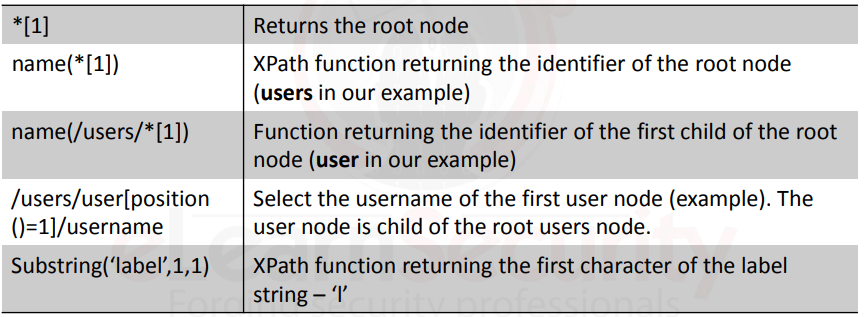 *[1]
Returns the root node
name(*[1])
XPath function returning the identifier of the root node
(users in our example)
name(/users/*[1])
Function returning the identifier of the first child of the root
node (user in our example)
/users/user[position
()=1]/username
Select the username of the first user node (example). The
user node is child of the root users node.
Substring(‘label’,1,1)
XPath function returning the first character of the label
string – ‘l’
eLearnSecurity
Forging security professionals